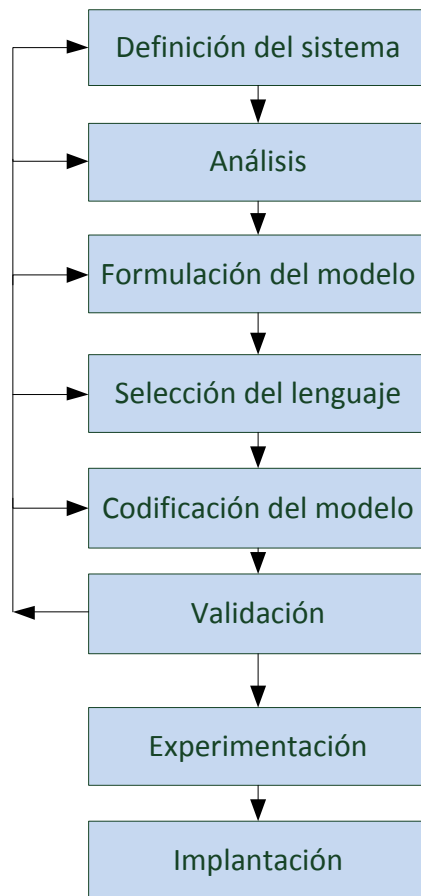 Definición del sistema
Análisis
Formulación del modelo
Selección del lenguaje
Codificación del modelo
Validación
Experimentación
Implantación